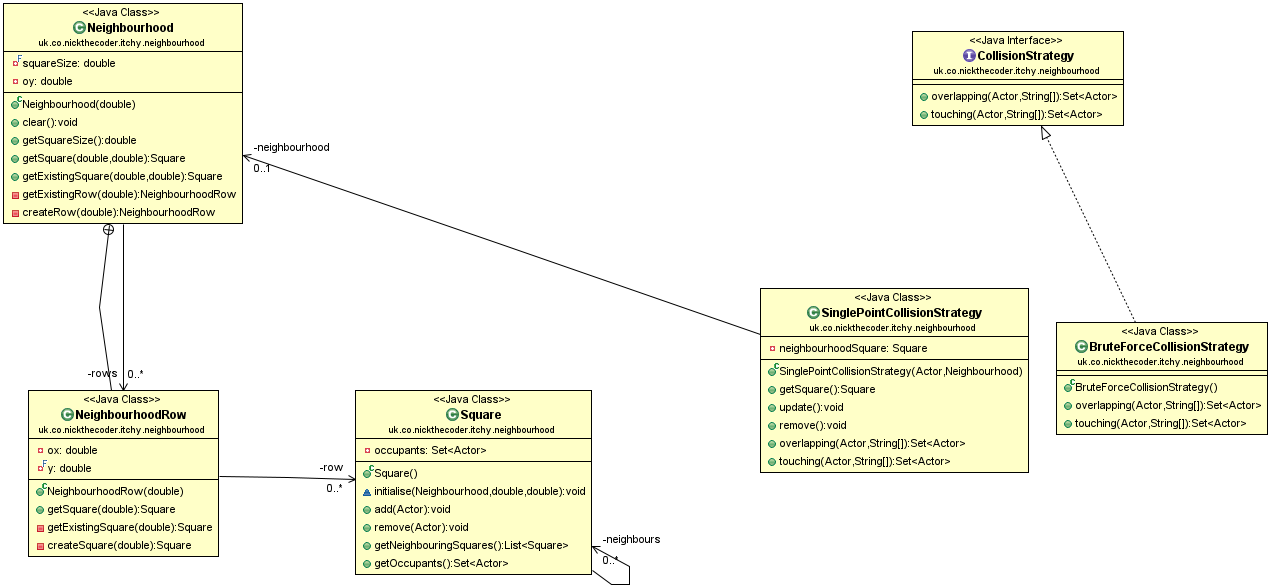 <<Java Class>>
Neighbourhood
uk.co.nickthecoder.itchy.neighbourhood
squareSize: double
oy: double
Neighbourhood(double)
clear():void
getSquareSize():double
getSquare(double,double):Square
getExistingSquare(double,double):Square
getExistingRow(double):NeighbourhoodRow
createRow(double):NeighbourhoodRow
<<Java Interface>>
CollisionStrategy
uk.co.nickthecoder.itchy.neighbourhood
overlapping(Actor,String[]):Set<Actor>
touching(Actor,String[]):Set<Actor>
-neighbourhood
0..1
<<Java Class>>
SinglePointCollisionStrategy
uk.co.nickthecoder.itchy.neighbourhood
neighbourhoodSquare: Square
SinglePointCollisionStrategy(Actor,Neighbourhood)
getSquare():Square
update():void
remove():void
overlapping(Actor,String[]):Set<Actor>
touching(Actor,String[]):Set<Actor>
<<Java Class>>
BruteForceCollisionStrategy
uk.co.nickthecoder.itchy.neighbourhood
BruteForceCollisionStrategy()
overlapping(Actor,String[]):Set<Actor>
touching(Actor,String[]):Set<Actor>
-rows 0..*
<<Java Class>>
NeighbourhoodRow
uk.co.nickthecoder.itchy.neighbourhood
ox: double
y: double
NeighbourhoodRow(double)
getSquare(double):Square
getExistingSquare(double):Square
createSquare(double):Square
-row
0..*
<<Java Class>>
Square
uk.co.nickthecoder.itchy.neighbourhood
occupants: Set<Actor>
Square()
initialise(Neighbourhood,double,double):void
add(Actor):void
remove(Actor):void
getNeighbouringSquares():List<Square>
getOccupants():Set<Actor>
-neighbours
0..*